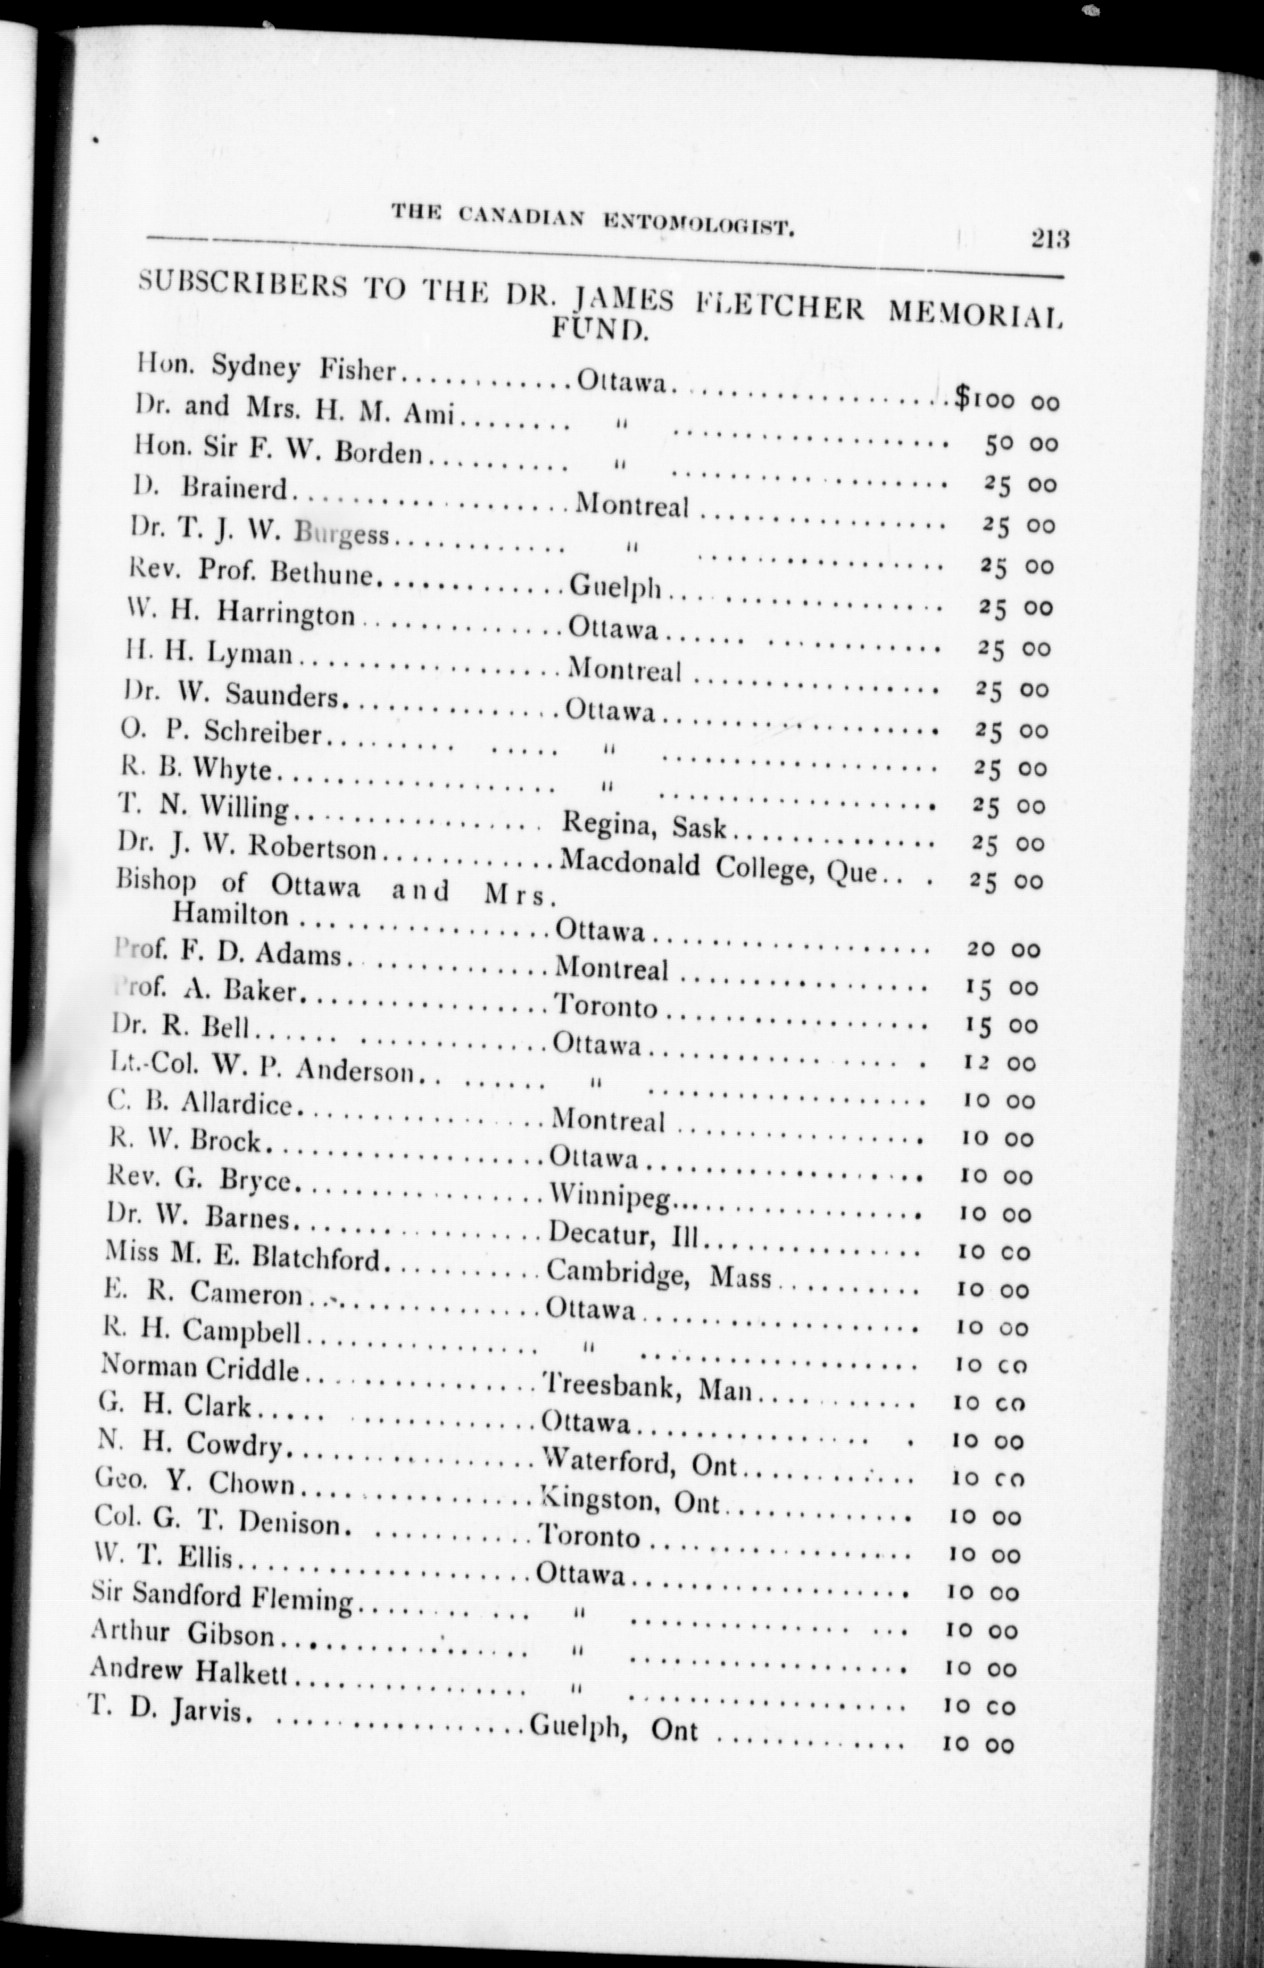 THE CANADIAN ENTOMOLOGIST. 213
SUBSCRIBERS TO THE DR. JAMES FLETCHER MEMORIAL
FUND.
Hon. Sydney Fisher............Ottawa...................$100 00
Dr. and Mrs. H. M. Ami........ " ................... 50 00
Hon. Sir F. W. Borden.......... " ................... 25 00
D. Brainerd...................Montreal ................. 25 00
Dr. T. J. W. Burgess............ " ................. 25 00
Rev. Prof. Bethune.............Guelph................... 25 00
W. H. Harrington..............Ottawa................... 25 00
H. H. Lyman..................Montreal ................. 25 00
Dr. W. Saunders...............Ottawa................... 25 00
O. P. Schreiber......... ..... " ................... 25 00
R. B. Whyte................... " ................... 25 00
T. N. Willing................. Regina, Sask.............. 25 00
Dr. J. W. Robertson............Macdonald College, Que.. . 25 00
Bishop of Ottawa and Mrs.
Hamilton .................Ottawa................... 20 00
Prof. F. D. Adams..............Montreal ................. 15 00
Prof. A. Baker.................Toronto.................. 15 00
Dr. R. Bell...... .............Ottawa................. . 12 00
Lt.-Col. W. P. Anderson.. ...... " ................... 10 00
C. B. Allardice.................Montreal ................. 10 00
R. W. Brock...................Ottawa................... 10 00
Rev. G. Bryce.................Winnipeg.................. 10 00
Dr. W. Barnes.................Decatur, Ill............... 10 00
Miss M. E. Blatchford...........Cambridge, Mass.......... 10 00
E. R. Cameron................Ottawa................... 10 00
R. H. Campbell................ " ................... 10 00
Norman Criddle................Treesbank, Man........... 10 00
G. H. Clark..... .............Ottawa................ . 10 00
N. H. Cowdry.................Waterford, Ont............ 10 00
Geo. Y. Chown................Kingston, Ont............. 10 00
Col. G. T. Denison. ...........Toronto .................. 10 00
W. T. Ellis....................Ottawa................... 10 00
Sir Sandford Fleming.......... ... " ............... ... 10 00
Arthur Gibson................. " ................... 10 00
Andrew Halkett................ " ................... 10 00
T. D. Jarvis. .................Guelph, Ont ............. 10 00